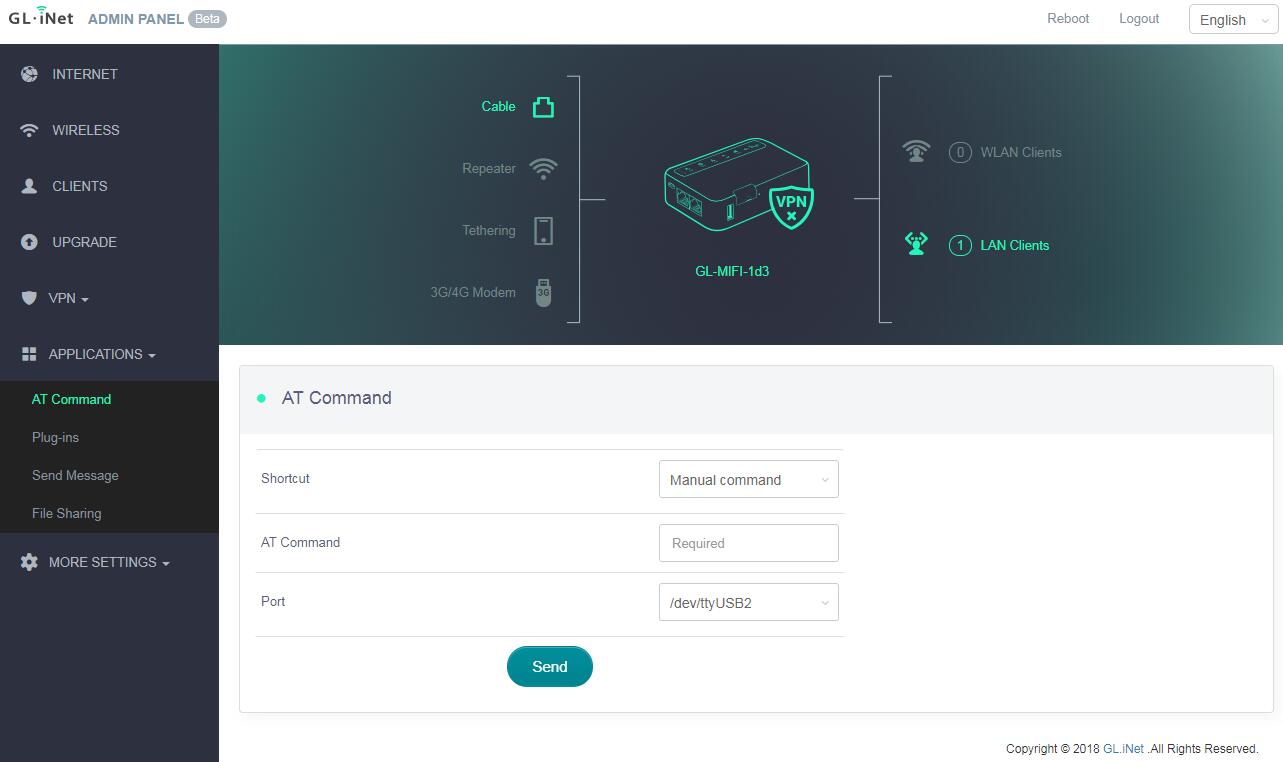 GL·iNet ADMIN PANEL Beta
Reboot Logout English
INTERNET
WIRELESS
CLIENTS
UPGRADE
VPN
APPLICATIONS
AT Command
Plug-ins
Send Message
File Sharing
MORE SETTINGS
Cable
Repeater
Tethering
3G/4G Modem 3G
VPN
GL-MIFI-1d3
0 WLAN Clients
1 LAN Clients
AT Command
Shortcut Manual command
AT Command Required
Port /dev/ttyUSB2
Send
Copyright © 2018 GL.iNet .All Rights Reserved.